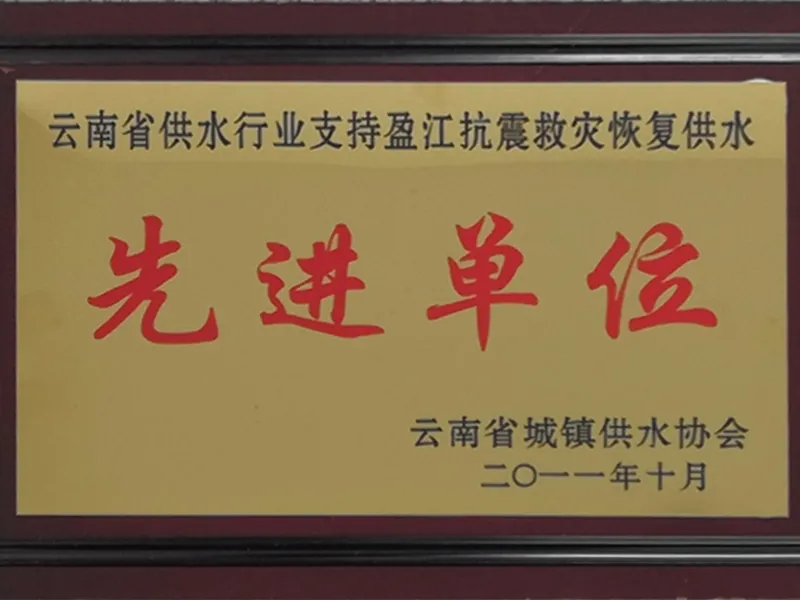 云南省供水行业支持盈江抗震救灾恢复供水
先进单位
云南省城镇供水协会
二〇一一年十月